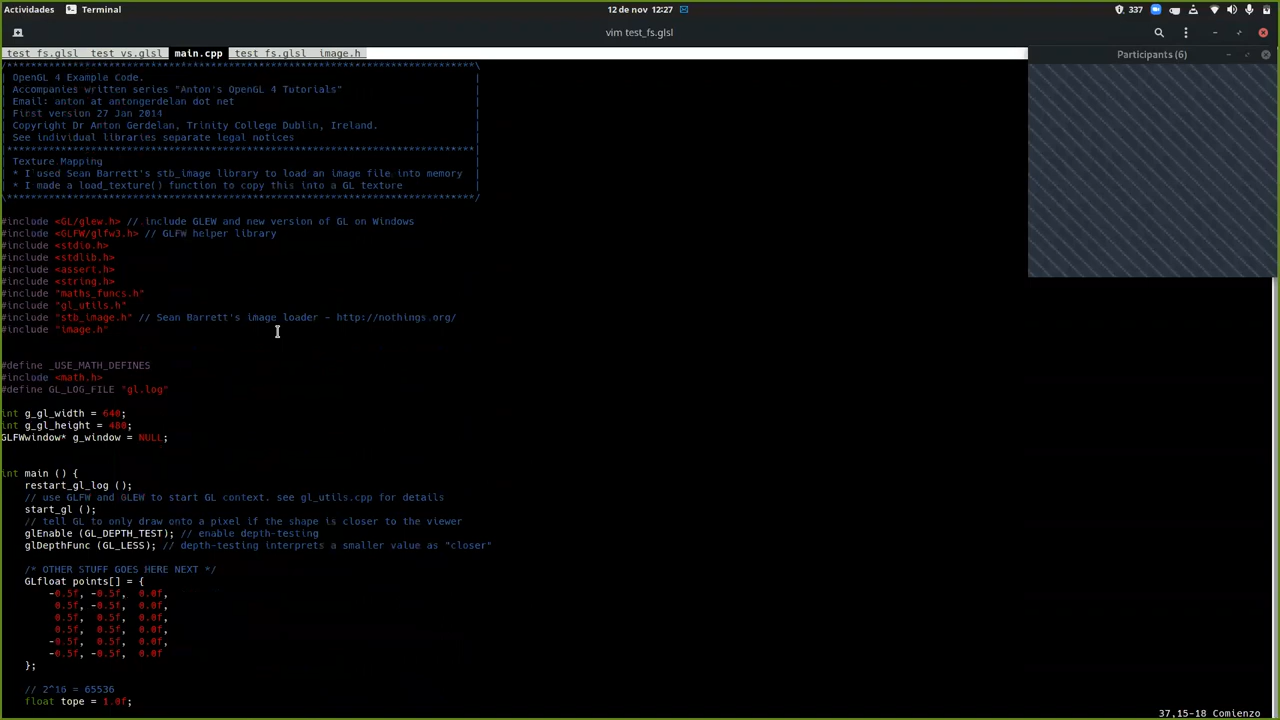 Actividades Terminal 12 de nov 12:27 337
vim test_fs.glsl
test_fs.glsl test_vs.glsl main.cpp test_fs.glsl image.h
Participants (6)
/******************************************************************************\
| OpenGL 4 Example Code. |
| Accompanies written series "Anton's OpenGL 4 Tutorials" |
| Email: anton at antongerdelan dot net |
| First version 27 Jan 2014 |
| Copyright Dr Anton Gerdelan, Trinity College Dublin, Ireland. |
| See individual libraries separate legal notices |
|******************************************************************************|
| Texture Mapping |
| * I used Sean Barrett's stb_image library to load an image file into memory |
| * I made a load_texture() function to copy this into a GL texture |
\******************************************************************************/
#include <GL/glew.h> // include GLEW and new version of GL on Windows
#include <GLFW/glfw3.h> // GLFW helper library
#include <stdio.h>
#include <stdlib.h>
#include <assert.h>
#include <string.h>
#include "maths_funcs.h"
#include "gl_utils.h"
#include "stb_image.h" // Sean Barrett's image loader - http://nothings.org/
#include "image.h"
#define _USE_MATH_DEFINES
#include <math.h>
#define GL_LOG_FILE "gl.log"
int g_gl_width = 640;
int g_gl_height = 480;
GLFWwindow* g_window = NULL;
int main () {
restart_gl_log ();
// use GLFW and GLEW to start GL context. see gl_utils.cpp for details
start_gl ();
// tell GL to only draw onto a pixel if the shape is closer to the viewer
glEnable (GL_DEPTH_TEST); // enable depth-testing
glDepthFunc (GL_LESS); // depth-testing interprets a smaller value as "closer"
/* OTHER STUFF GOES HERE NEXT */
GLfloat points[] = {
-0.5f, -0.5f, 0.0f,
0.5f, -0.5f, 0.0f,
0.5f, 0.5f, 0.0f,
0.5f, 0.5f, 0.0f,
-0.5f, 0.5f, 0.0f,
-0.5f, -0.5f, 0.0f
};
// 2^16 = 65536
float tope = 1.0f;
37,15-18 Comienzo